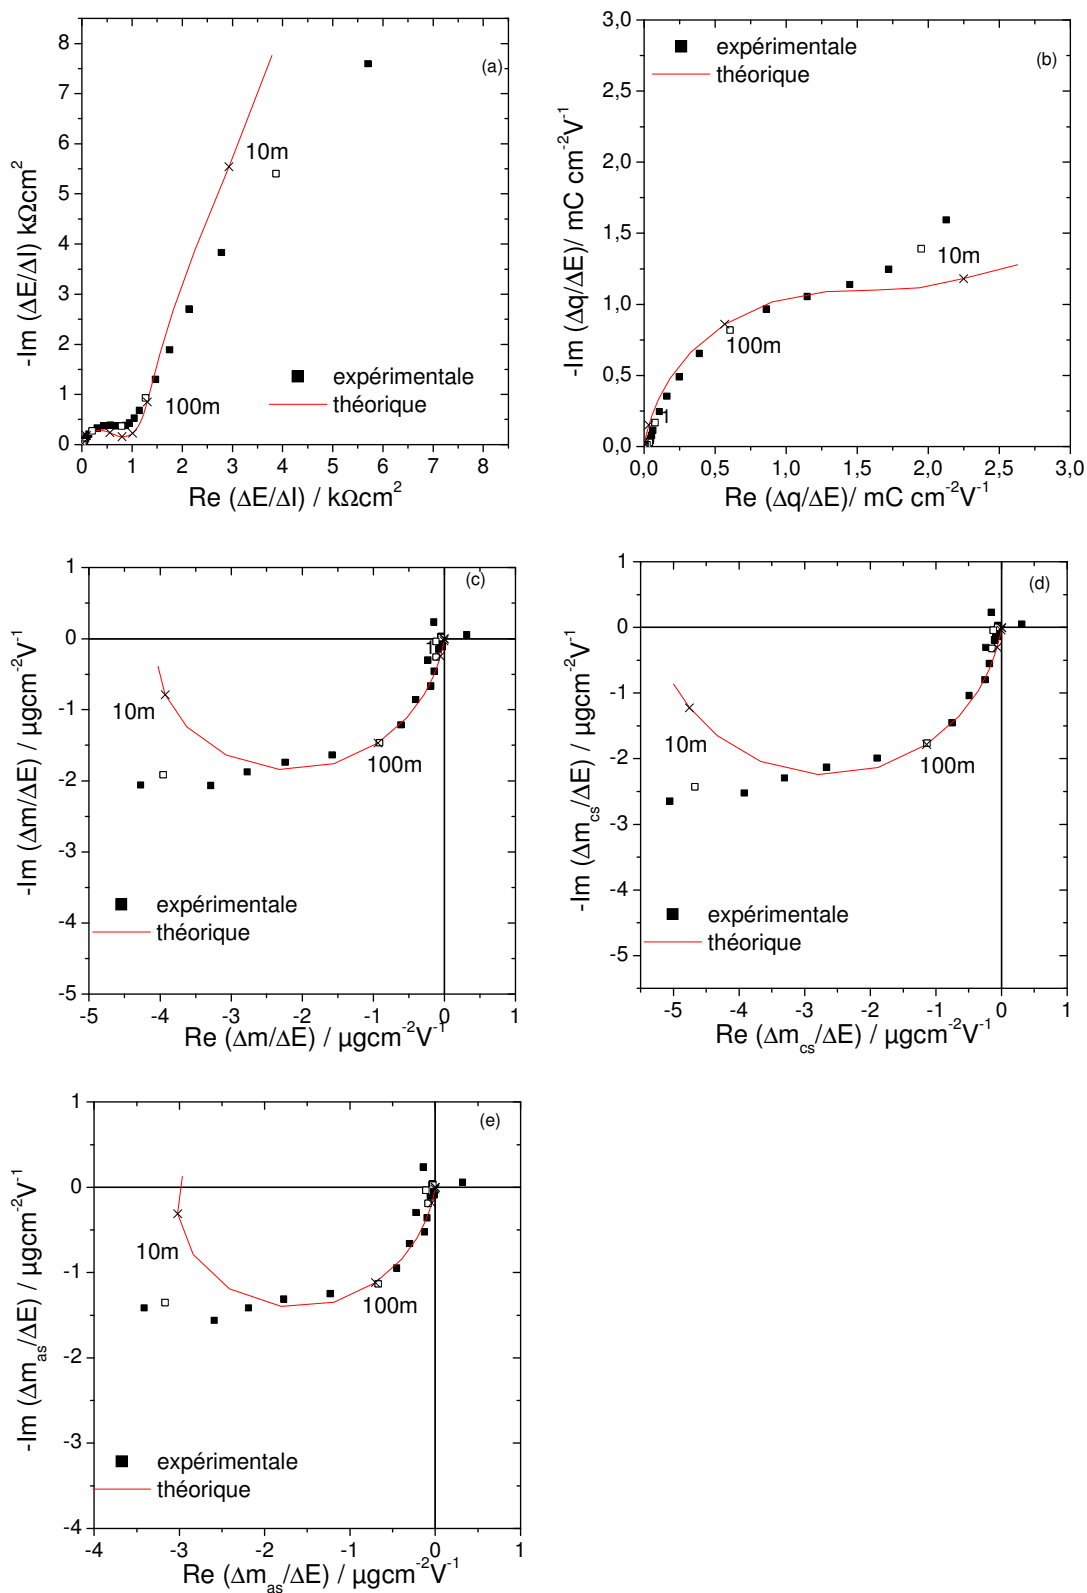 (a)
8
7
6
5
4
3
2
1
0
-Im (ΔE/ΔI) kΩcm²
10m
100m
expérimentale
théorique
0 1 2 3 4 5 6 7 8
Re (ΔE/ΔI) / kΩcm²
(b)
3,0
2,5
2,0
1,5
1,0
0,5
0,0
-Im (Δq/ΔE)/ mC cm⁻²V⁻¹
expérimentale
théorique
10m
100m
1
0,0 0,5 1,0 1,5 2,0 2,5 3,0
Re (Δq/ΔE)/ mC cm⁻²V⁻¹
(c)
1
0
-1
-2
-3
-4
-5
-Im (Δm/ΔE) / µgcm⁻²V⁻¹
1
10m
100m
expérimentale
théorique
-5 -4 -3 -2 -1 0 1
Re (Δm/ΔE) / µgcm⁻²V⁻¹
(d)
1
0
-1
-2
-3
-4
-5
-Im (Δmcs/ΔE) / µgcm⁻²V⁻¹
10m
100m
expérimentale
théorique
-5 -4 -3 -2 -1 0 1
Re (Δmcs/ΔE) / µgcm⁻²V⁻¹
(e)
1
0
-1
-2
-3
-4
-Im (Δmas/ΔE) / µgcm⁻²V⁻¹
10m
100m
expérimentale
théorique
-4 -3 -2 -1 0 1
Re (Δmas/ΔE) / µgcm⁻²V⁻¹